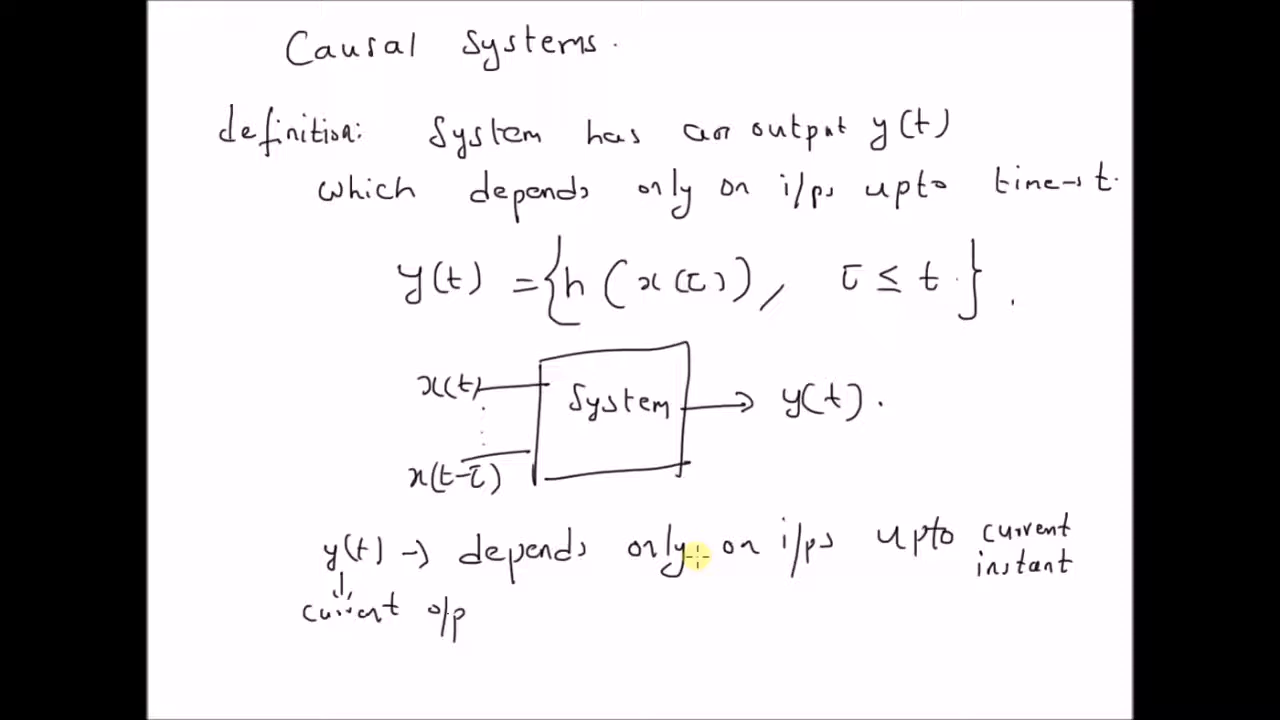 Causal Systems.
definition: System has an output y(t)
which depends only on i/ps upto time→t.
y(t) = {h(x(τ)), τ ≤ t.}.
x(t)
System → y(t).
x(t-τ)
y(t) → depends only on i/ps upto current instant
↓
current o/p